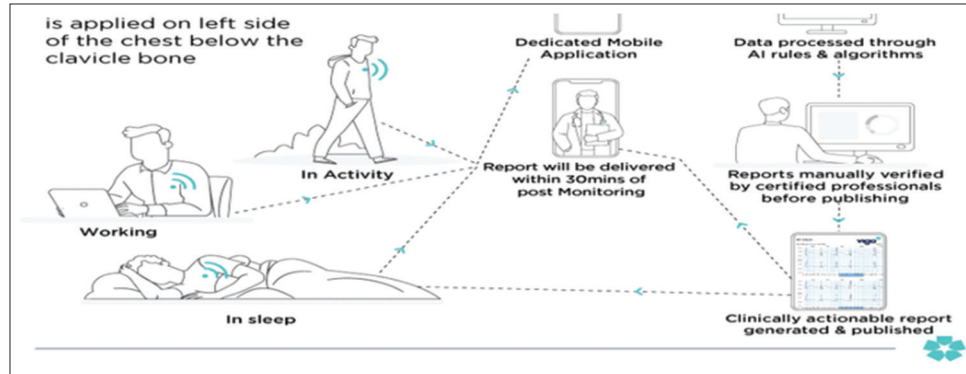 is applied on left side
of the chest below the
clavicle bone
Dedicated Mobile
Application
Data processed through
AI rules & algorithms
In Activity
Report will be delivered
within 30mins of
post Monitoring
Reports manually verified
by certified professionals
before publishing
Working
vigo
In sleep
Clinically actionable report
generated & published